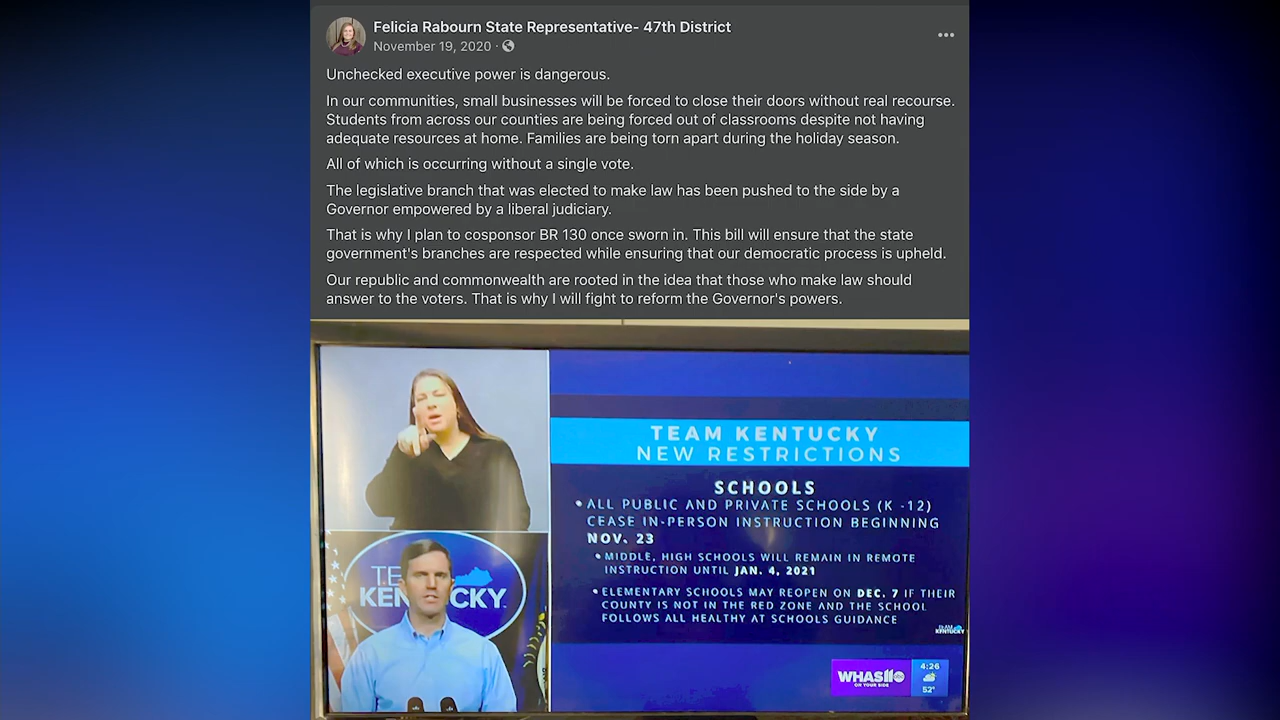 Felicia Rabourn State Representative- 47th District
November 19, 2020 ·
Unchecked executive power is dangerous.
In our communities, small businesses will be forced to close their doors without real recourse.
Students from across our counties are being forced out of classrooms despite not having
adequate resources at home. Families are being torn apart during the holiday season.
All of which is occurring without a single vote.
The legislative branch that was elected to make law has been pushed to the side by a
Governor empowered by a liberal judiciary.
That is why I plan to cosponsor BR 130 once sworn in. This bill will ensure that the state
government's branches are respected while ensuring that our democratic process is upheld.
Our republic and commonwealth are rooted in the idea that those who make law should
answer to the voters. That is why I will fight to reform the Governor's powers.
TEAM KENTUCKY
NEW RESTRICTIONS
SCHOOLS
• ALL PUBLIC AND PRIVATE SCHOOLS (K -12)
CEASE IN-PERSON INSTRUCTION BEGINNING
NOV. 23
• MIDDLE, HIGH SCHOOLS WILL REMAIN IN REMOTE
INSTRUCTION UNTIL JAN. 4, 2021
• ELEMENTARY SCHOOLS MAY REOPEN ON DEC. 7 IF THEIR
COUNTY IS NOT IN THE RED ZONE AND THE SCHOOL
FOLLOWS ALL HEALTHY AT SCHOOLS GUIDANCE
TEAM
KENTUCKY
TE
KEN CKY
WHAS11 abc
ON YOUR SIDE
4:26
52°